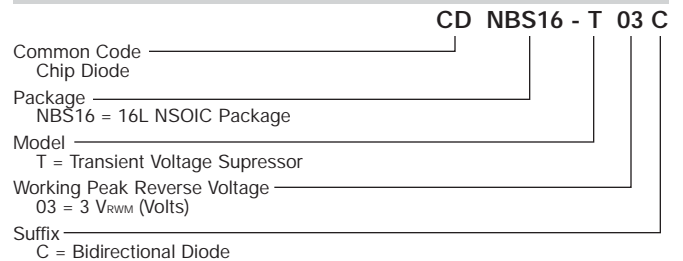 CD NBS16 - T 03 C
Common Code
Chip Diode
Package
NBS16 = 16L NSOIC Package
Model
T = Transient Voltage Supressor
Working Peak Reverse Voltage
03 = 3 VRWM (Volts)
Suffix
C = Bidirectional Diode